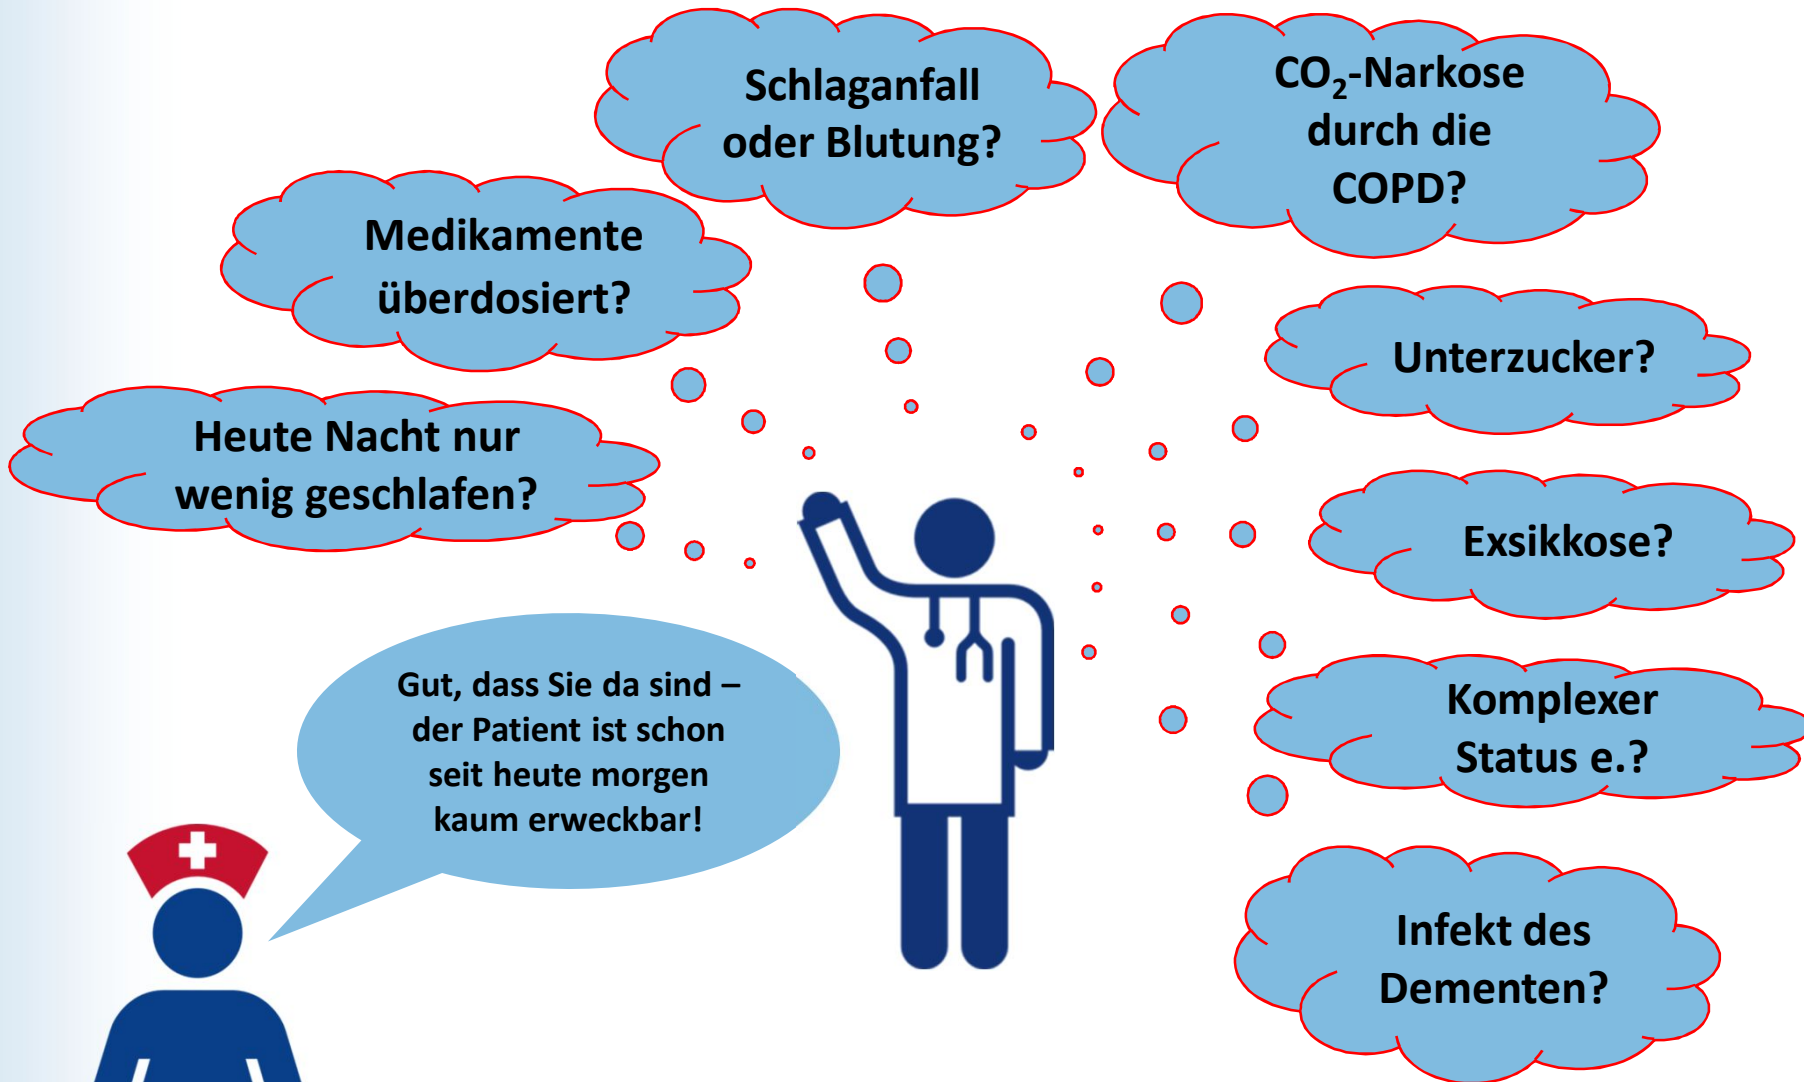 Schlaganfall
oder Blutung?
CO₂-Narkose
durch die
COPD?
Medikamente
überdosiert?
Unterzucker?
Heute Nacht nur
wenig geschlafen?
Exsikkose?
Gut, dass Sie da sind –
der Patient ist schon
seit heute morgen
kaum erweckbar!
Komplexer
Status e.?
Infekt des
Dementen?